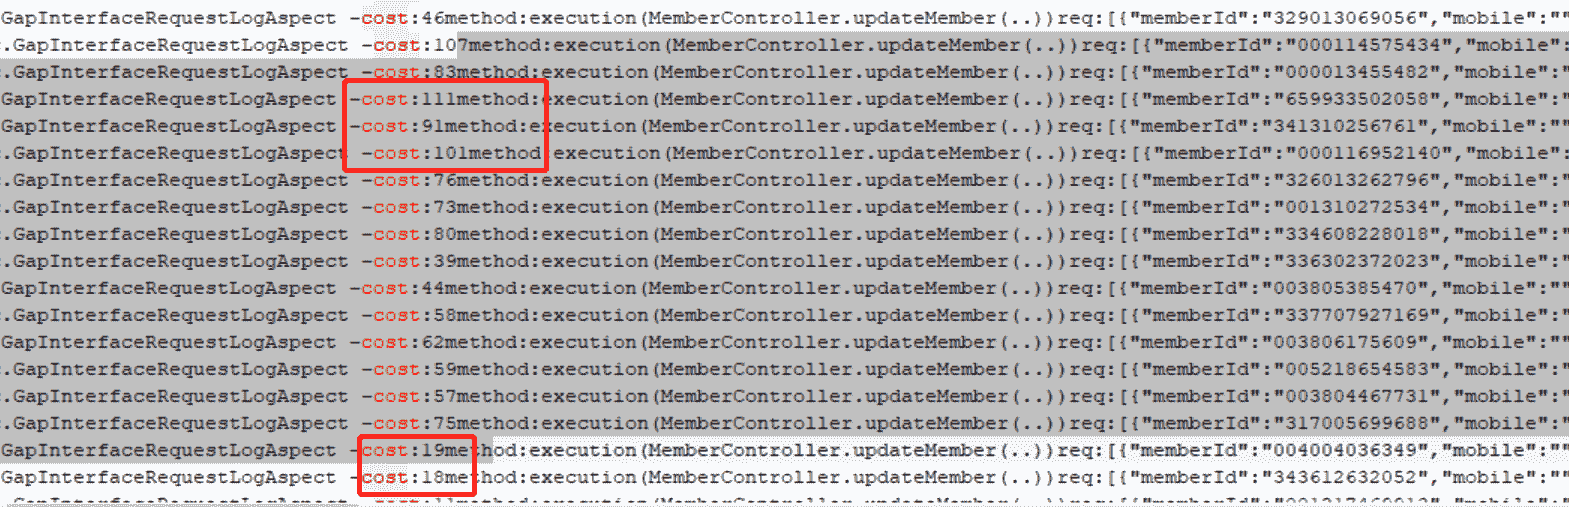 GapInterfaceRequestLogAspect -cost:46method:execution(MemberController.updateMember(..))req:[{"memberId":"329013069056","mobile":""
.GapInterfaceRequestLogAspect -cost:107method:execution(MemberController.updateMember(..))req:[{"memberId":"000114575434","mobile":
.GapInterfaceRequestLogAspect -cost:83method:execution(MemberController.updateMember(..))req:[{"memberId":"000013455482","mobile":"
GapInterfaceRequestLogAspect -cost:111method:execution(MemberController.updateMember(..))req:[{"memberId":"659933502058","mobile":"
GapInterfaceRequestLogAspect -cost:91method:execution(MemberController.updateMember(..))req:[{"memberId":"341310256761","mobile":""
.GapInterfaceRequestLogAspect -cost:101method:execution(MemberController.updateMember(..))req:[{"memberId":"000116952140","mobile":
.GapInterfaceRequestLogAspect -cost:76method:execution(MemberController.updateMember(..))req:[{"memberId":"326013262796","mobile":"
.GapInterfaceRequestLogAspect -cost:73method:execution(MemberController.updateMember(..))req:[{"memberId":"001310272534","mobile":"
.GapInterfaceRequestLogAspect -cost:80method:execution(MemberController.updateMember(..))req:[{"memberId":"334608228018","mobile":"
.GapInterfaceRequestLogAspect -cost:39method:execution(MemberController.updateMember(..))req:[{"memberId":"336302372023","mobile":"
GapInterfaceRequestLogAspect -cost:44method:execution(MemberController.updateMember(..))req:[{"memberId":"003805385470","mobile":""
.GapInterfaceRequestLogAspect -cost:58method:execution(MemberController.updateMember(..))req:[{"memberId":"337707927169","mobile":"
GapInterfaceRequestLogAspect -cost:62method:execution(MemberController.updateMember(..))req:[{"memberId":"003806175609","mobile":""
.GapInterfaceRequestLogAspect -cost:59method:execution(MemberController.updateMember(..))req:[{"memberId":"005218654583","mobile":"
.GapInterfaceRequestLogAspect -cost:57method:execution(MemberController.updateMember(..))req:[{"memberId":"003804467731","mobile":"
.GapInterfaceRequestLogAspect -cost:75method:execution(MemberController.updateMember(..))req:[{"memberId":"317005699688","mobile":"
GapInterfaceRequestLogAspect -cost:19method:execution(MemberController.updateMember(..))req:[{"memberId":"004004036349","mobile":""
GapInterfaceRequestLogAspect -cost:18method:execution(MemberController.updateMember(..))req:[{"memberId":"343612632052","mobile":""